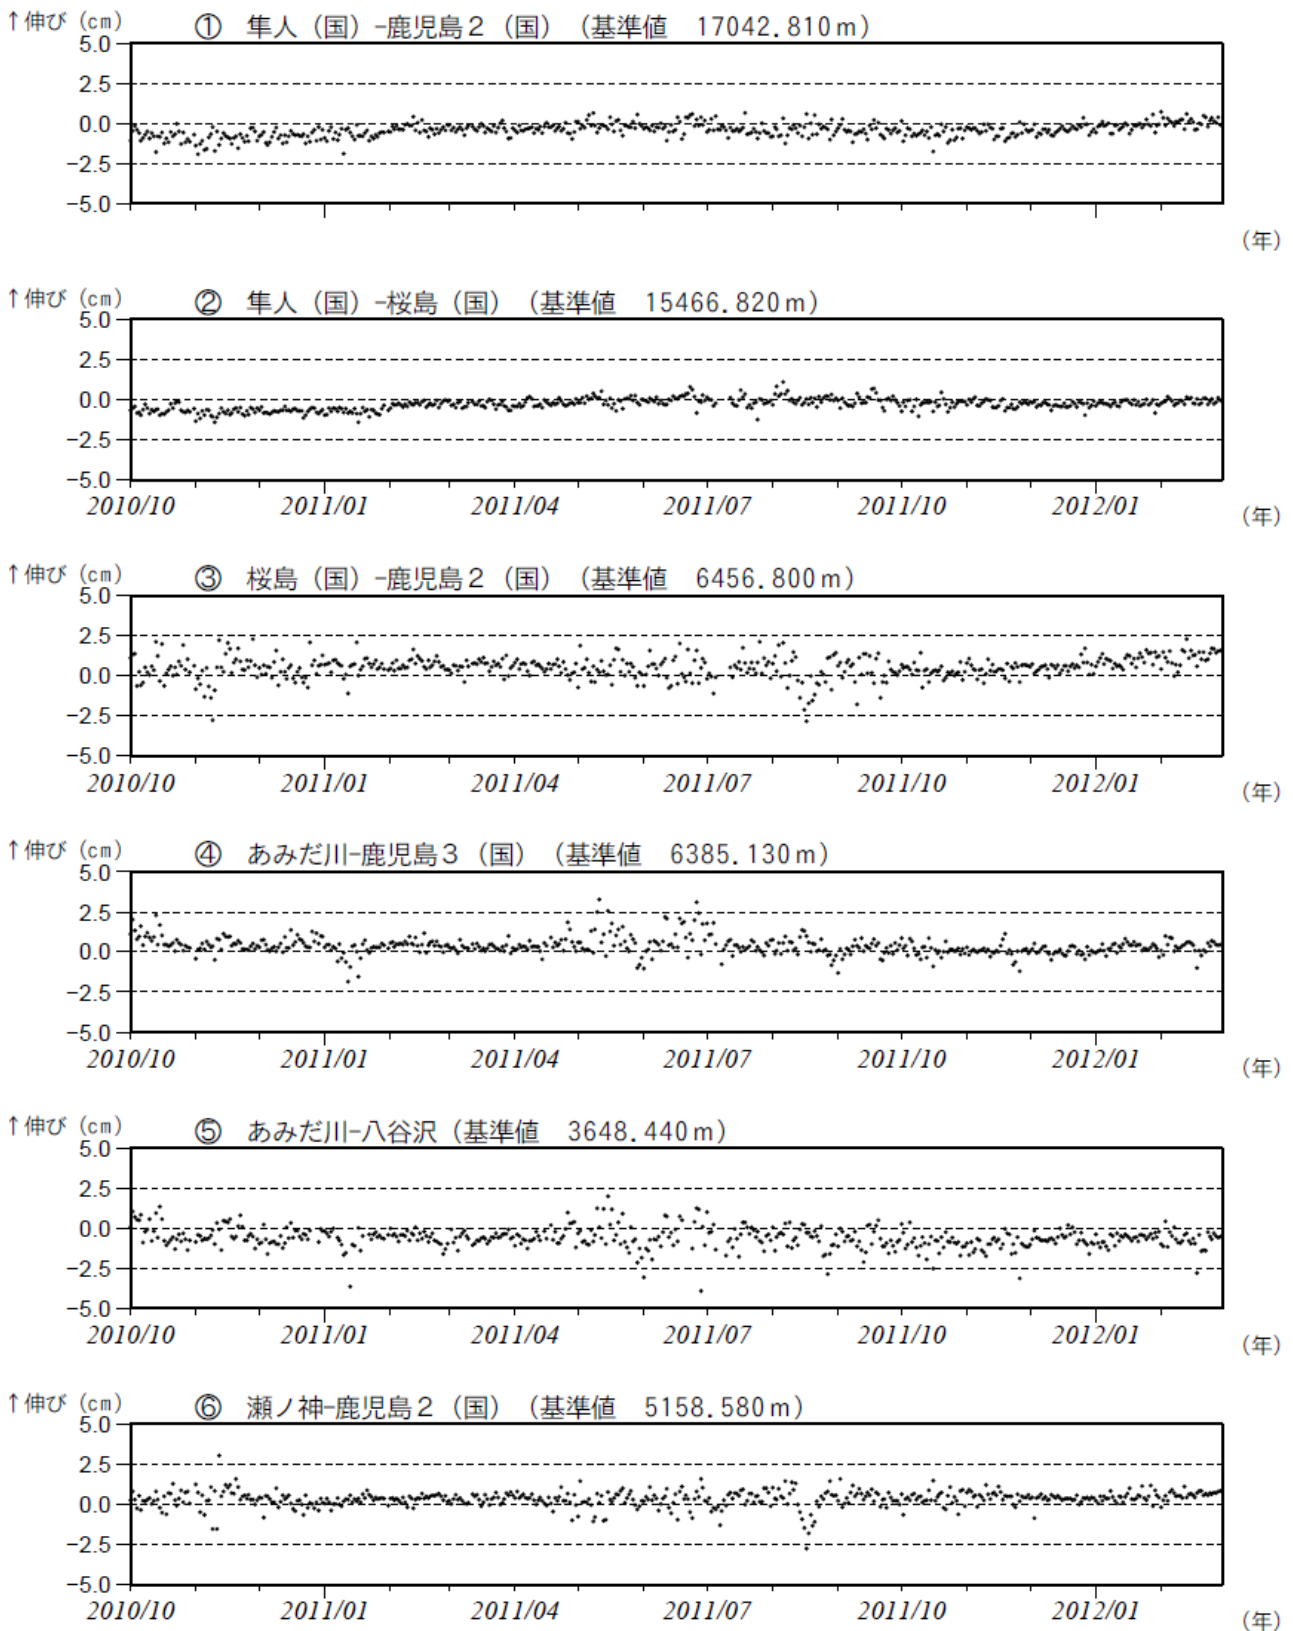 ↑伸び (cm) ① 隼人（国）-鹿児島２（国）（基準値 17042.810ｍ）
5.0
2.5
0.0
−2.5
−5.0
（年）
↑伸び (cm) ② 隼人（国）-桜島（国）（基準値 15466.820ｍ）
5.0
2.5
0.0
−2.5
−5.0
2010/10 2011/01 2011/04 2011/07 2011/10 2012/01
（年）
↑伸び (cm) ③ 桜島（国）-鹿児島２（国）（基準値 6456.800ｍ）
5.0
2.5
0.0
−2.5
−5.0
2010/10 2011/01 2011/04 2011/07 2011/10 2012/01
（年）
↑伸び (cm) ④ あみだ川-鹿児島３（国）（基準値 6385.130ｍ）
5.0
2.5
0.0
−2.5
−5.0
2010/10 2011/01 2011/04 2011/07 2011/10 2012/01
（年）
↑伸び (cm) ⑤ あみだ川-八谷沢（基準値 3648.440ｍ）
5.0
2.5
0.0
−2.5
−5.0
2010/10 2011/01 2011/04 2011/07 2011/10 2012/01
（年）
↑伸び (cm) ⑥ 瀬ノ神-鹿児島２（国）（基準値 5158.580ｍ）
5.0
2.5
0.0
−2.5
−5.0
2010/10 2011/01 2011/04 2011/07 2011/10 2012/01
（年）